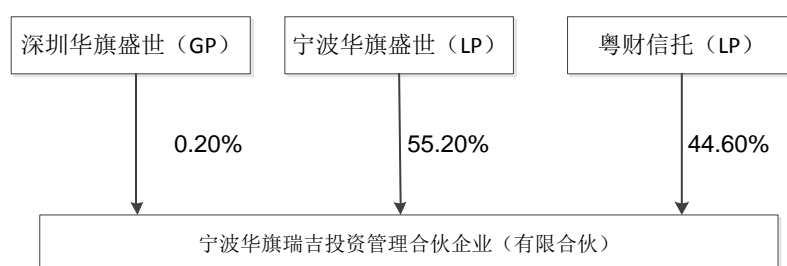 深圳华旗盛世（GP）
宁波华旗盛世（LP）
粤财信托（LP）
0.20%
55.20%
44.60%
宁波华旗瑞吉投资管理合伙企业（有限合伙）